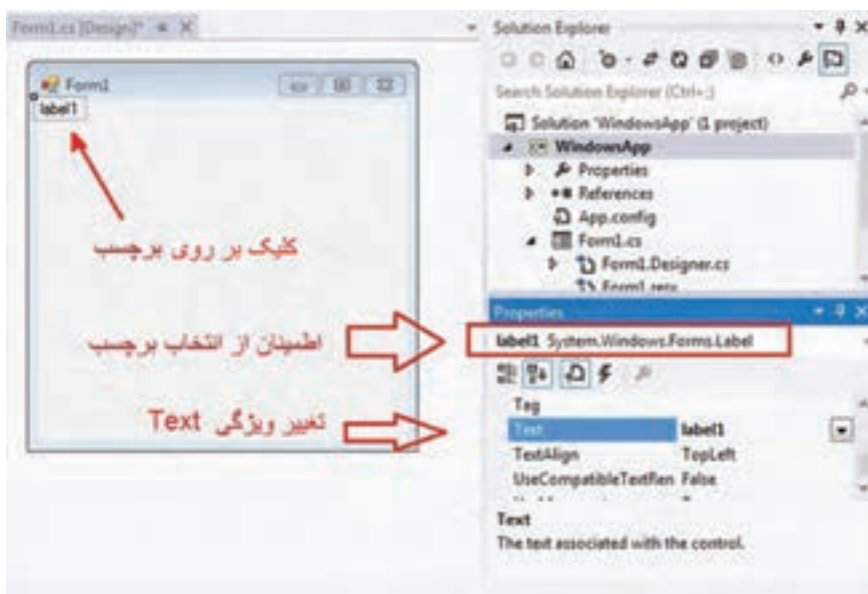 Form1.cs [Design]*
Form1
label1
کلیک بر روی برچسب
اطمینان از انتخاب برچسب
تغییر ویژگی Text
Solution Explorer
Search Solution Explorer (Ctrl+;)
Solution 'WindowsApp' (1 project)
WindowsApp
Properties
References
App.config
Form1.cs
Form1.Designer.cs
Form1.resx
Properties
label1 System.Windows.Forms.Label
Tag
Text label1
TextAlign TopLeft
UseCompatibleTextRen False
Text
The text associated with the control.